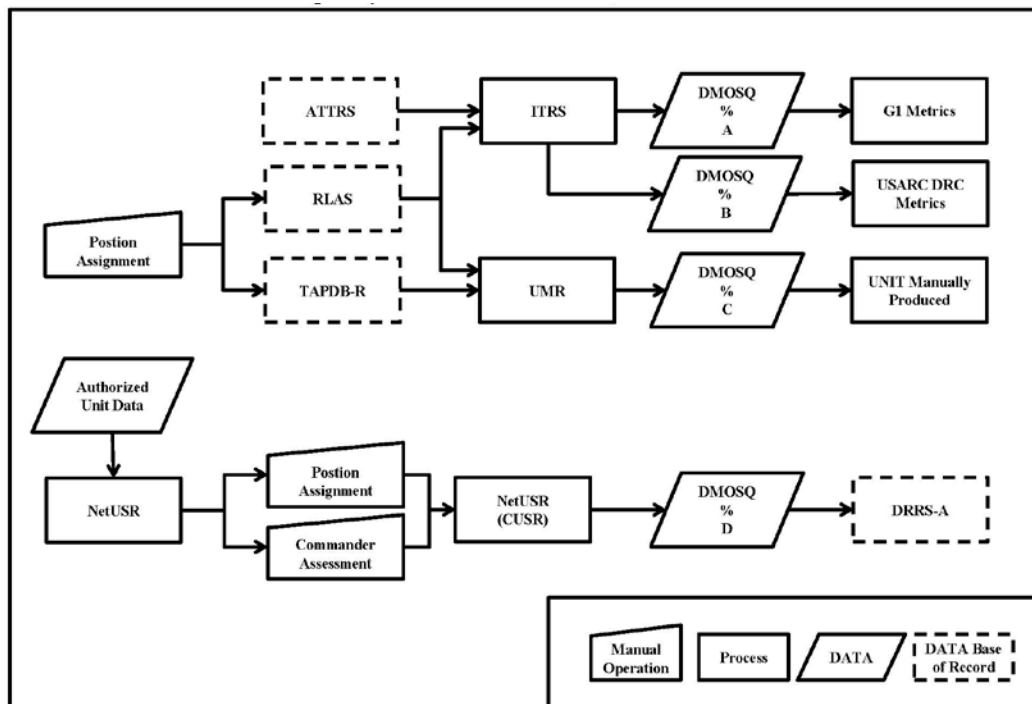 ATTRS
ITRS
DMOSQ
%
A
G1 Metrics
RLAS
DMOSQ
%
B
USARC DRC
Metrics
Postion
Assignment
TAPDB-R
UMR
DMOSQ
%
C
UNIT Manually
Produced
Authorized
Unit Data
NetUSR
Postion
Assignment
Commander
Assessment
NetUSR
(CUSR)
DMOSQ
%
D
DRRS-A
Manual
Operation
Process
DATA
DATA Base
of Record